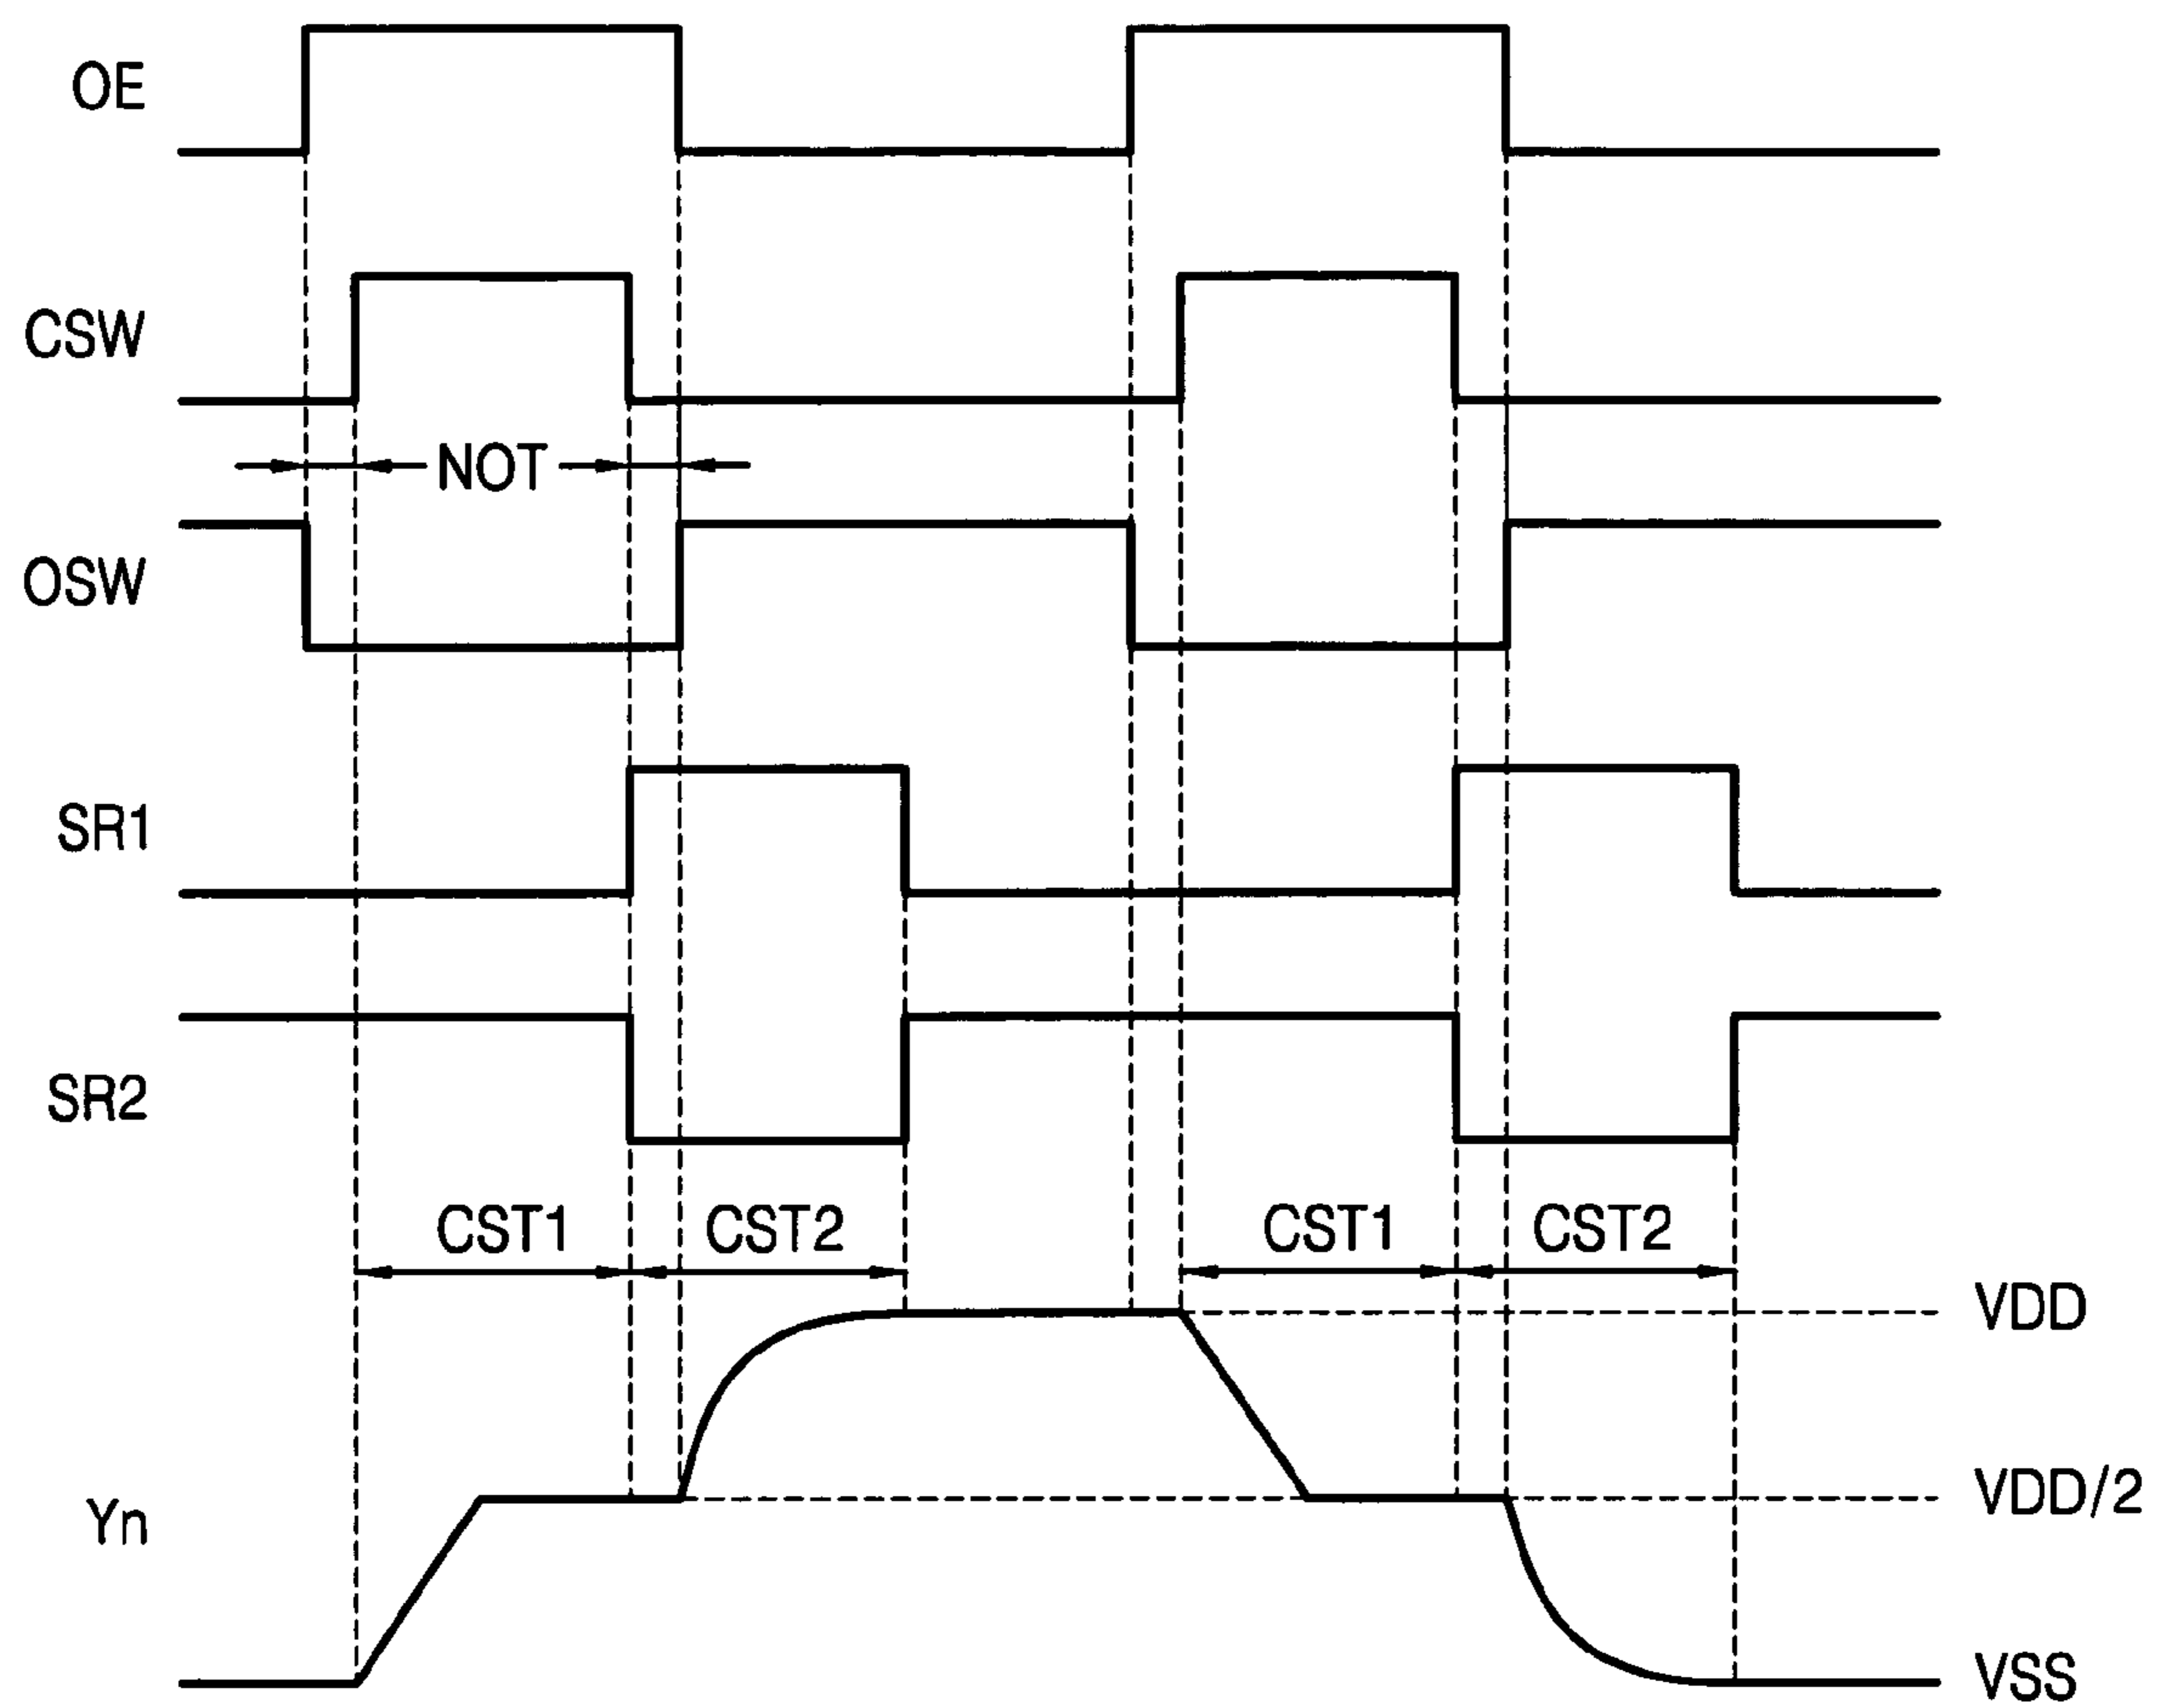 OE
CSW
NOT
OSW
SR1
SR2
CST1 CST2 CST1 CST2
VDD
Yn
VDD/2
VSS